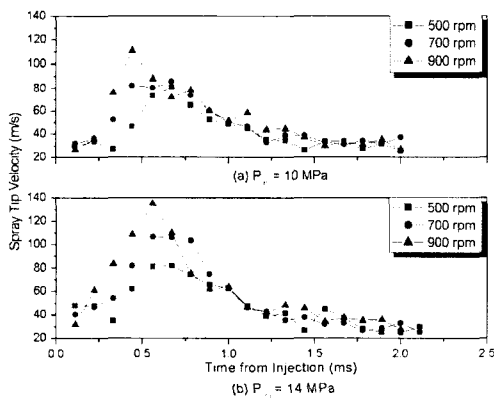 140
120
100
80
60
40
20
500 rpm
700 rpm
900 rpm
(a) P = 10 MPa
Spray Tip Velocity (m/s)
140
120
100
80
60
40
20
500 rpm
700 rpm
900 rpm
0.0 0.5 1.0 1.5 2.0 2.5
Time from Injection (ms)
(b) P = 14 MPa